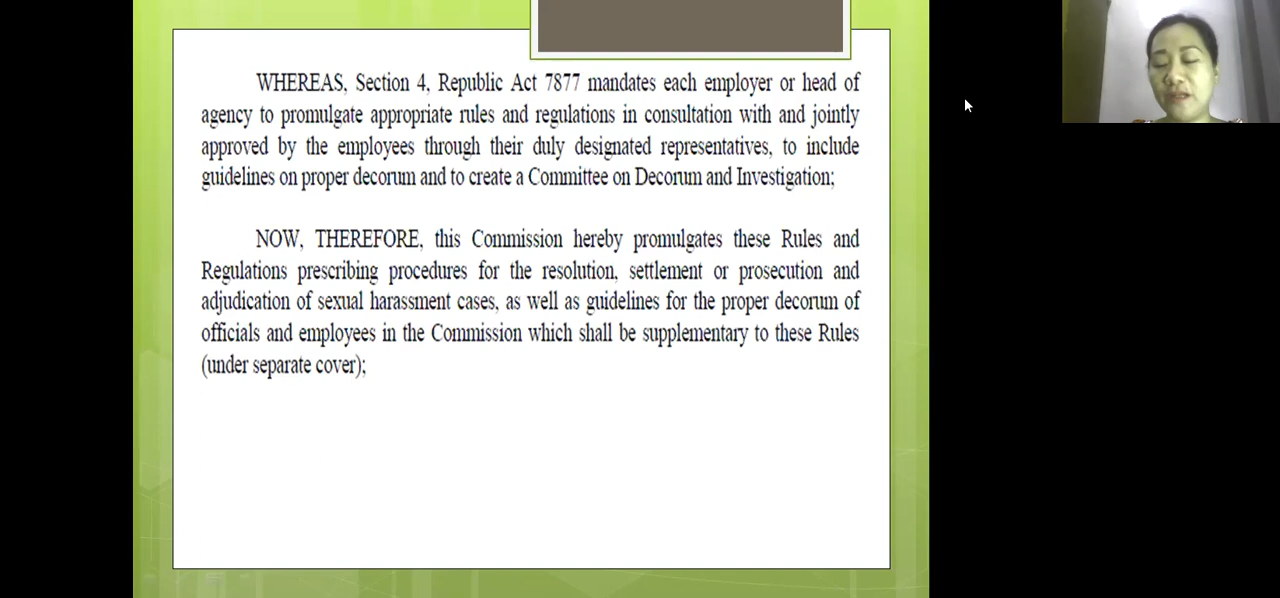 WHEREAS, Section 4, Republic Act 7877 mandates each employer or head of
agency to promulgate appropriate rules and regulations in consultation with and jointly
approved by the employees through their duly designated representatives, to include
guidelines on proper decorum and to create a Committee on Decorum and Investigation;
NOW, THEREFORE, this Commission hereby promulgates these Rules and
Regulations prescribing procedures for the resolution, settlement or prosecution and
adjudication of sexual harassment cases, as well as guidelines for the proper decorum of
officials and employees in the Commission which shall be supplementary to these Rules
(under separate cover);